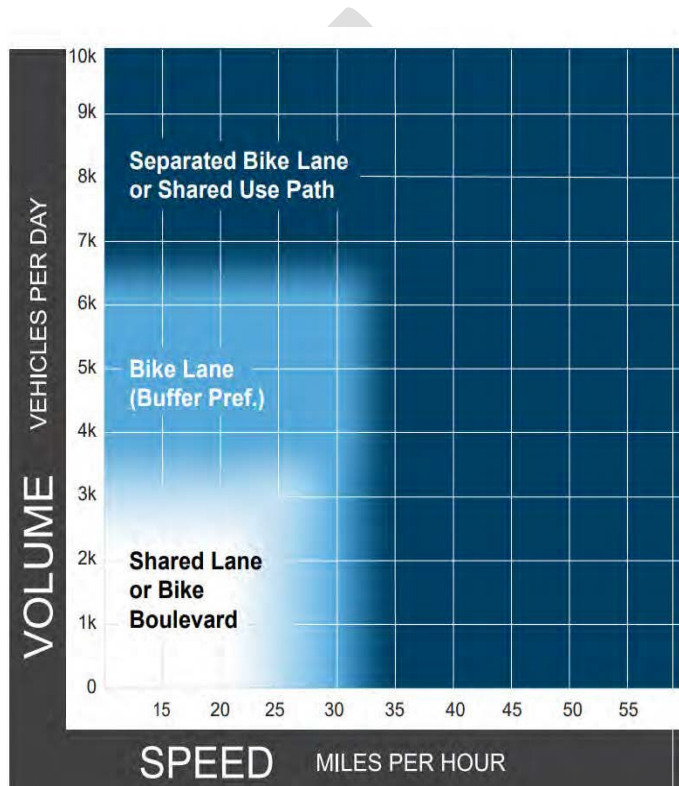 10k
9k
8k
7k
6k
5k
4k
3k
2k
1k
0
VOLUME VEHICLES PER DAY
Separated Bike Lane
or Shared Use Path
Bike Lane
(Buffer Pref.)
Shared Lane
or Bike
Boulevard
15 20 25 30 35 40 45 50 55
SPEED MILES PER HOUR